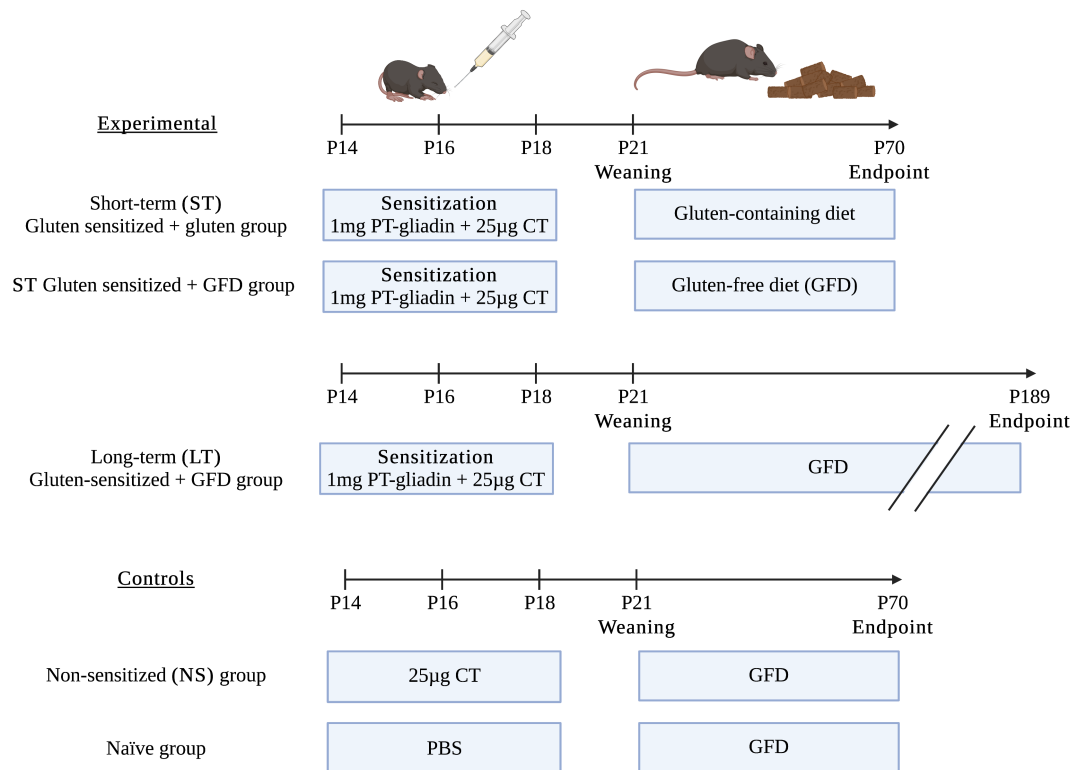 Experimental
P14 P16 P18 P21 P70
Weaning Endpoint
Short-term (ST)
Gluten sensitized + gluten group
Sensitization
1mg PT-gliadin + 25µg CT
Gluten-containing diet
ST Gluten sensitized + GFD group
Sensitization
1mg PT-gliadin + 25µg CT
Gluten-free diet (GFD)
P14 P16 P18 P21 P189
Weaning Endpoint
Long-term (LT)
Gluten-sensitized + GFD group
Sensitization
1mg PT-gliadin + 25µg CT
GFD
Controls
P14 P16 P18 P21 P70
Weaning Endpoint
Non-sensitized (NS) group
25µg CT
GFD
Naïve group
PBS
GFD